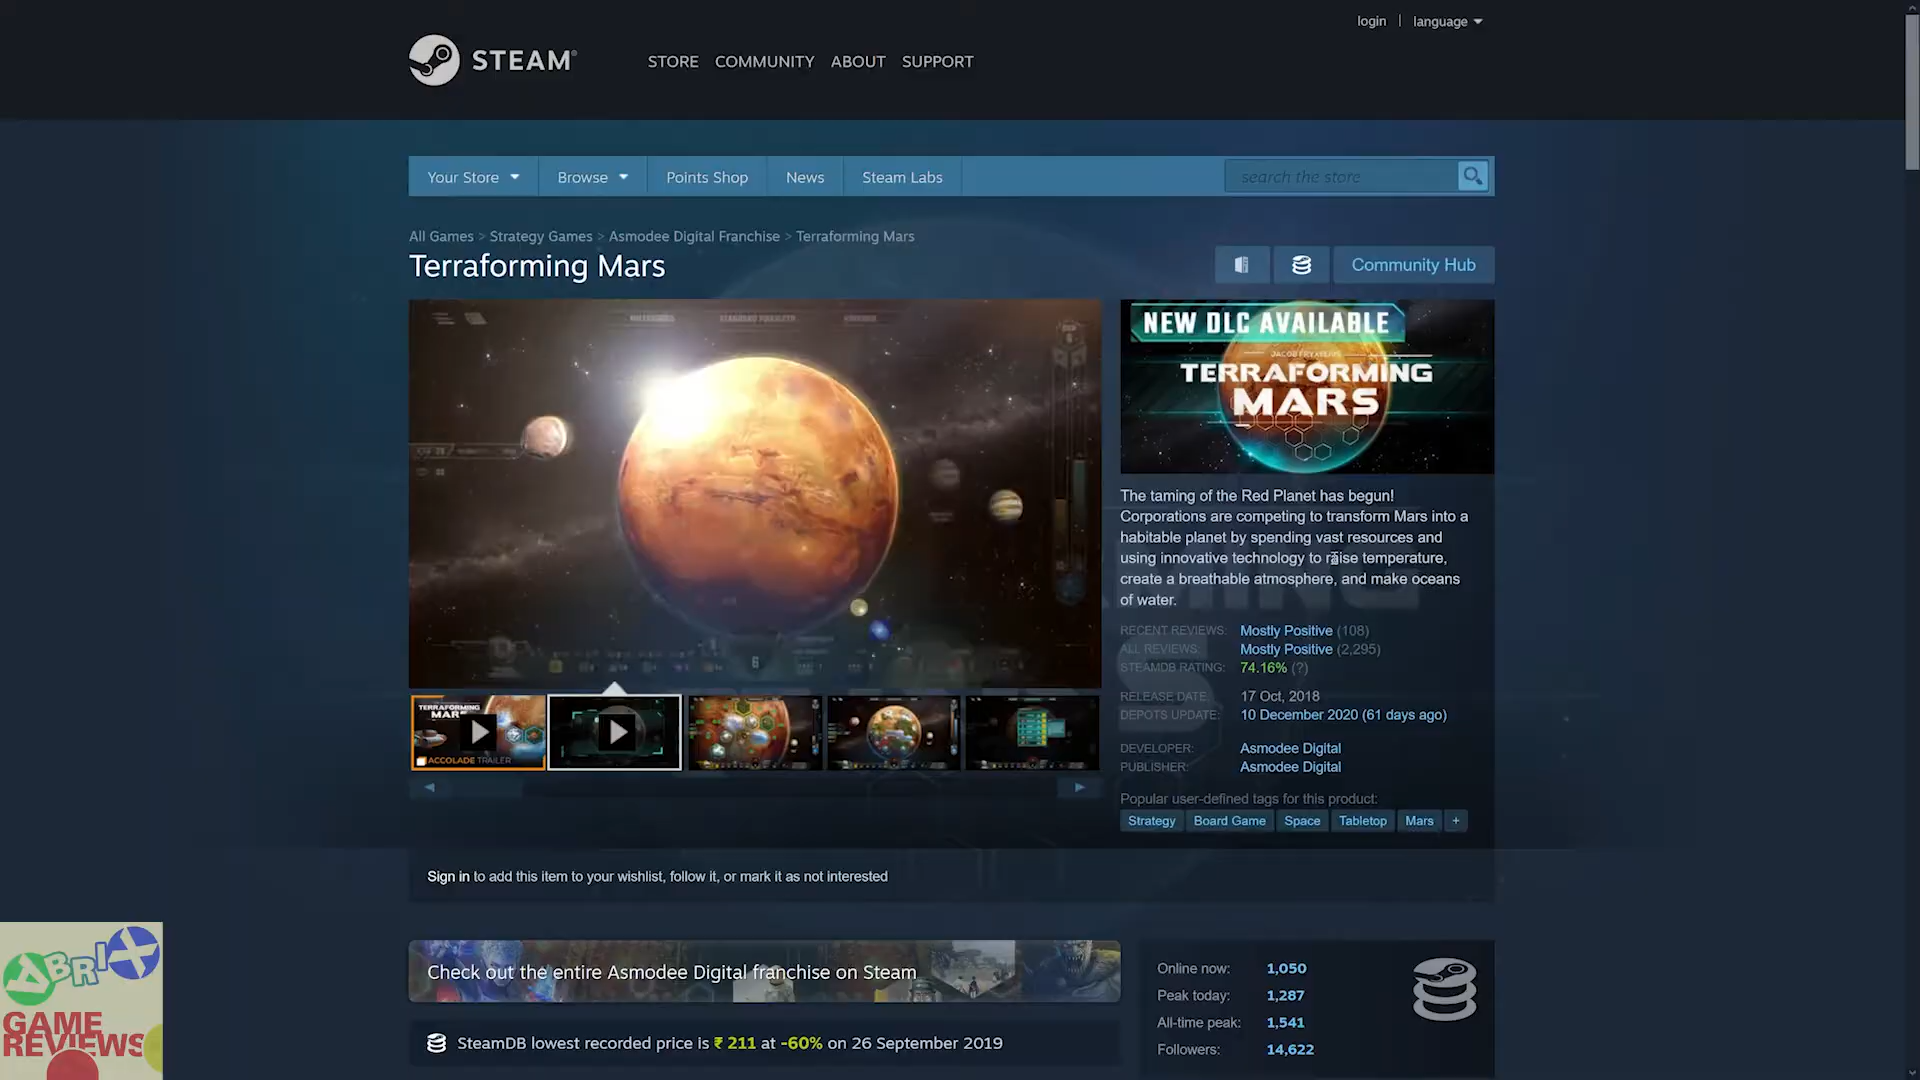 login | language
STEAM®
STORE COMMUNITY ABOUT SUPPORT
Your Store Browse Points Shop News Steam Labs search the store
All Games > Strategy Games > Asmodee Digital Franchise > Terraforming Mars
Terraforming Mars
Community Hub
NEW DLC AVAILABLE
JACOB FRYXELIUS
TERRAFORMING
MARS
The taming of the Red Planet has begun!
Corporations are competing to transform Mars into a
habitable planet by spending vast resources and
using innovative technology to raise temperature,
create a breathable atmosphere, and make oceans
of water.
RECENT REVIEWS: Mostly Positive (108)
ALL REVIEWS: Mostly Positive (2,295)
STEAMDB RATING: 74.16% (?)
RELEASE DATE: 17 Oct, 2018
DEPOTS UPDATE: 10 December 2020 (61 days ago)
DEVELOPER: Asmodee Digital
PUBLISHER: Asmodee Digital
Popular user-defined tags for this product:
Strategy Board Game Space Tabletop Mars +
TERRAFORMING
MARS
ACCOLADE TRAILER
Sign in to add this item to your wishlist, follow it, or mark it as not interested
Check out the entire Asmodee Digital franchise on Steam
SteamDB lowest recorded price is ₹ 211 at -60% on 26 September 2019
Online now: 1,050
Peak today: 1,287
All-time peak: 1,541
Followers: 14,622
ABRIX
GAME
REVIEWS